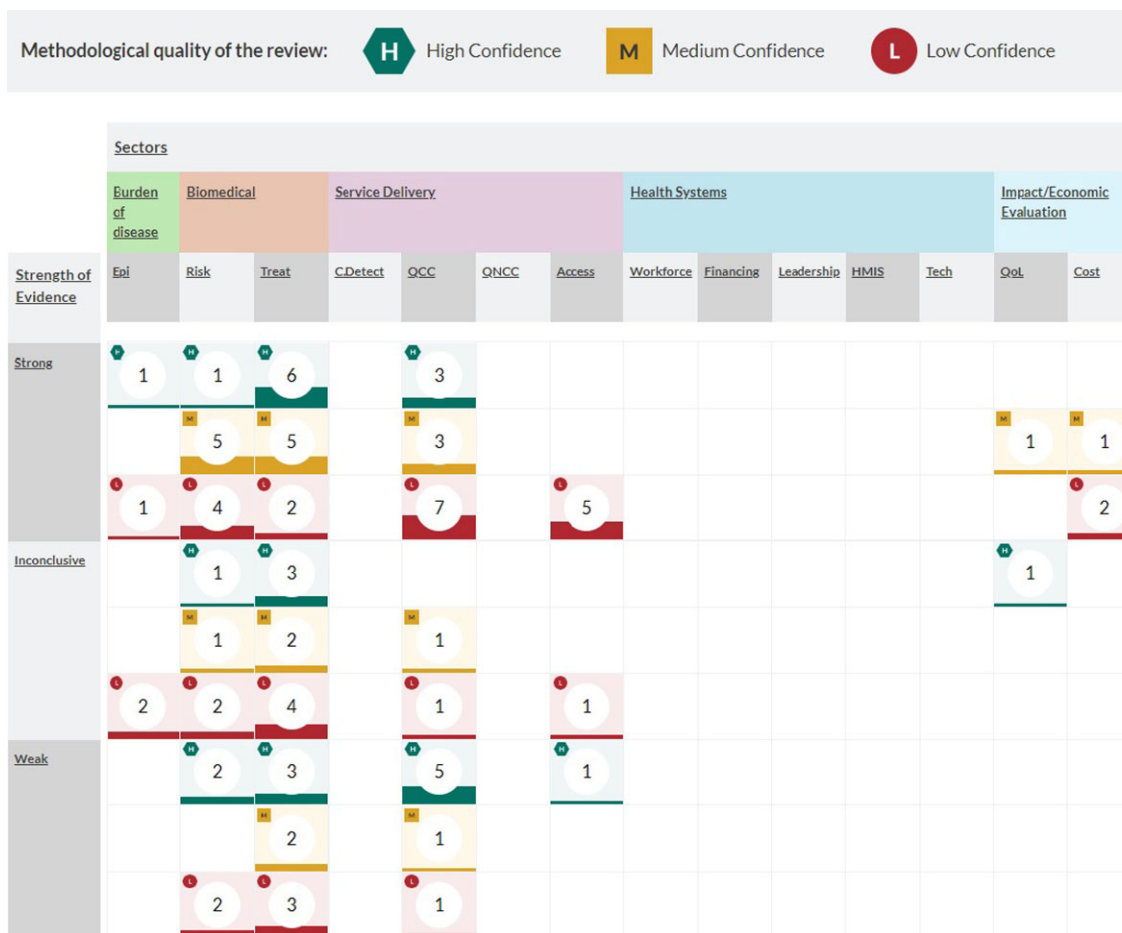 Methodological quality of the review: H High Confidence M Medium Confidence L Low Confidence
Sectors
Burden of disease Biomedical Service Delivery Health Systems Impact/Economic Evaluation
Strength of Evidence Epi Risk Treat C.Detect QCC QNCC Access Workforce Financing Leadership HMIS Tech QoL Cost
Strong H 1 H 1 H 6 H 3
M 5 M 5 M 3 M 1 M 1
L 1 L 4 L 2 L 7 L 5 L 2
Inconclusive H 1 H 3 H 1
M 1 M 2 M 1
L 2 L 2 L 4 L 1 L 1
Weak H 2 H 3 H 5 H 1
M 2 M 1
L 2 L 3 L 1